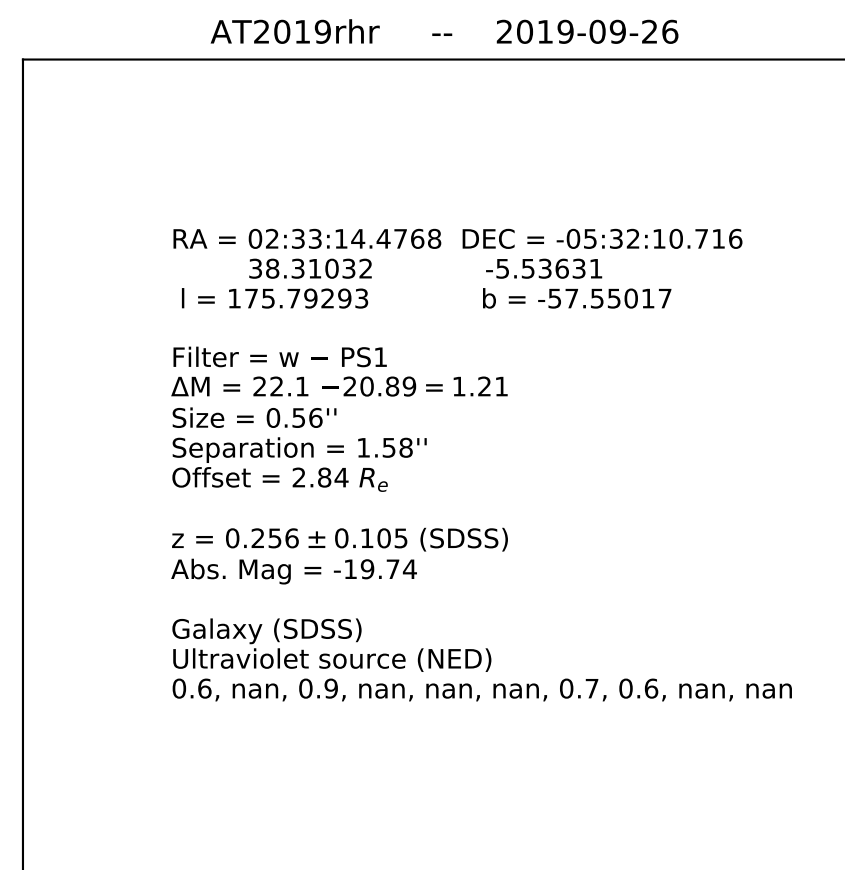 AT2019rhr -- 2019-09-26
RA = 02:33:14.4768 DEC = -05:32:10.716
38.31032 -5.53631
l = 175.79293 b = -57.55017
Filter = w − PS1
ΔM = 22.1 −20.89 = 1.21
Size = 0.56''
Separation = 1.58''
Offset = 2.84 Rₑ
z = 0.256 ± 0.105 (SDSS)
Abs. Mag = -19.74
Galaxy (SDSS)
Ultraviolet source (NED)
0.6, nan, 0.9, nan, nan, nan, 0.7, 0.6, nan, nan